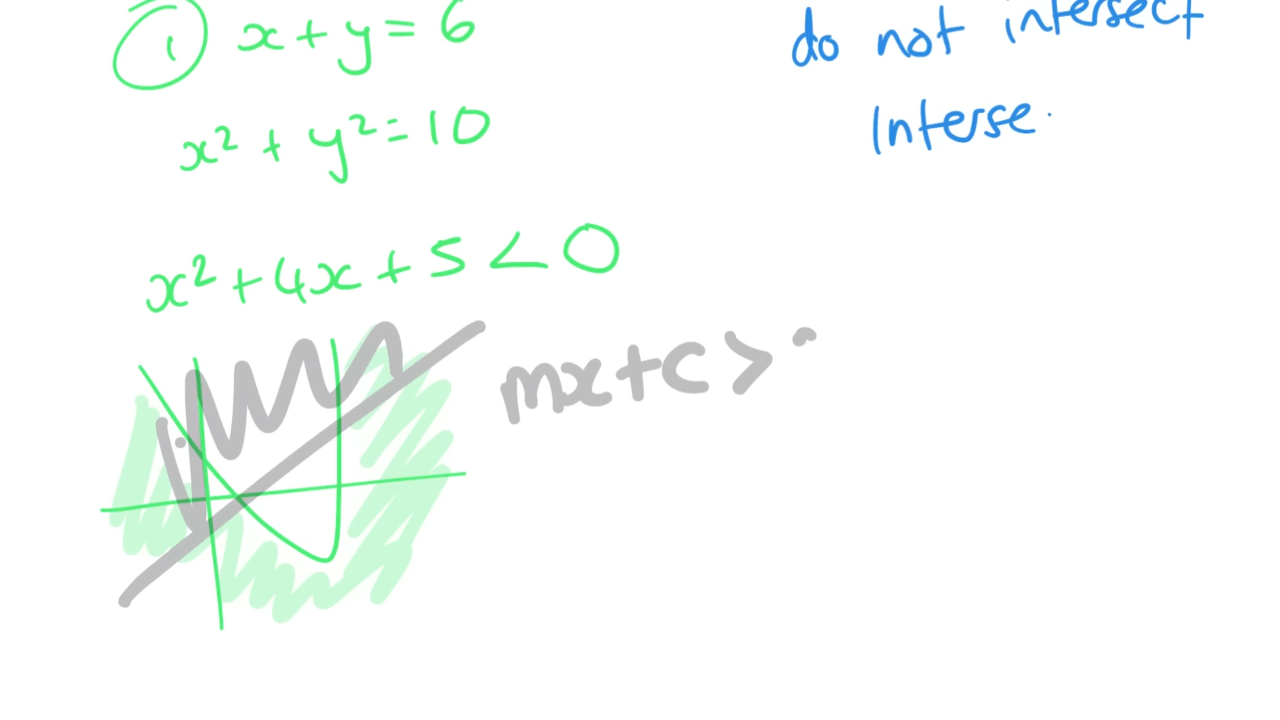 ① x + y = 6
do not intersect
x² + y² = 10
Interse
x² + 4x + 5 < 0
mx + c >